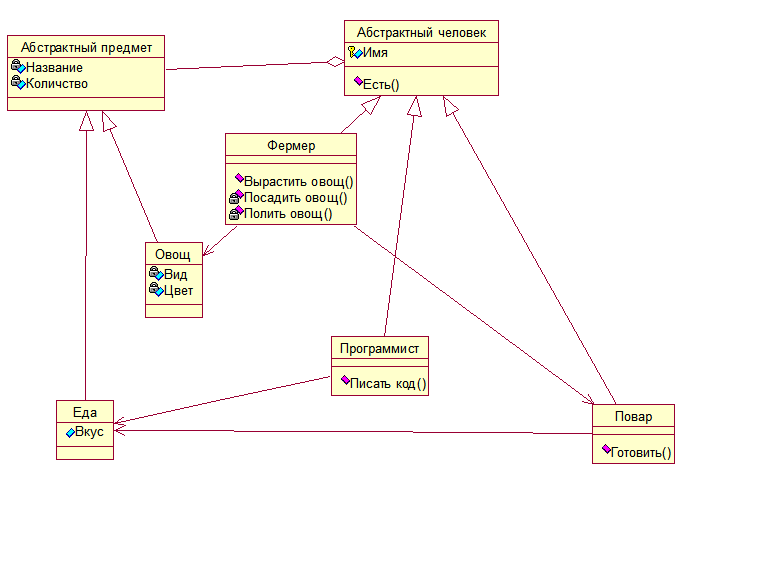 Абстрактный предмет
Название
Количство
Абстрактный человек
Имя
Есть()
Фермер
Вырастить овощ()
Посадить овощ()
Полить овощ()
Овощ
Вид
Цвет
Программист
Писать код()
Еда
Вкус
Повар
Готовить()